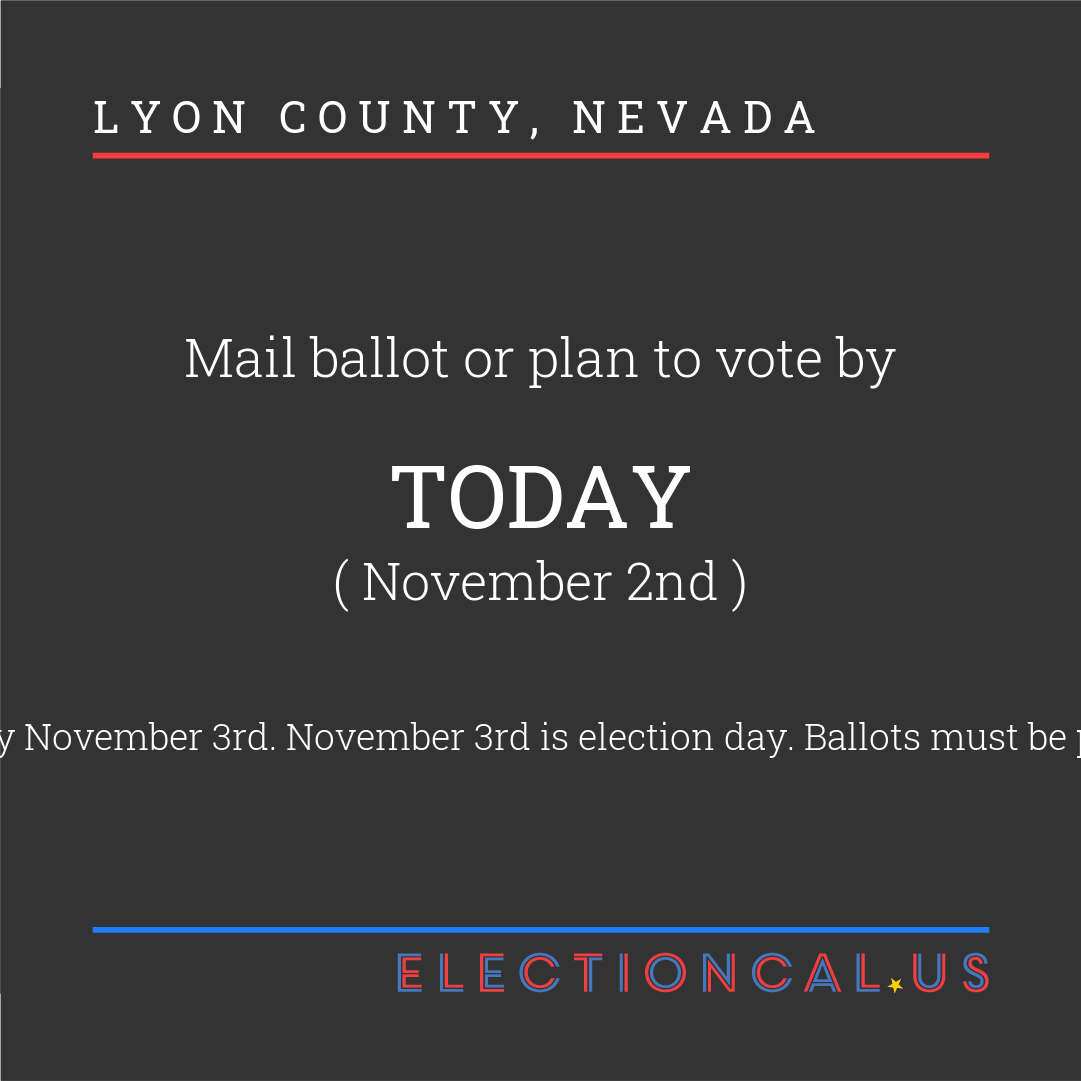 LYON COUNTY, NEVADA
Mail ballot or plan to vote by
TODAY
( November 2nd )
y November 3rd. November 3rd is election day. Ballots must be p
ELECTIONCAL.US